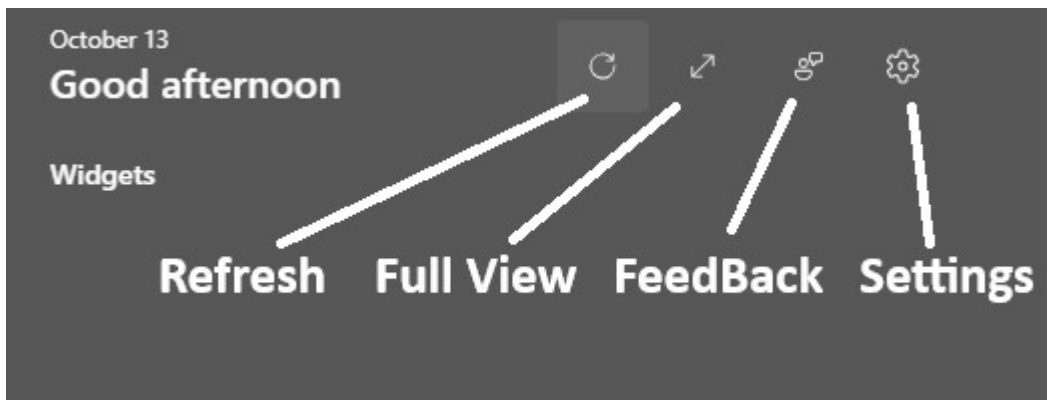 October 13
Good afternoon
Widgets
Refresh Full View FeedBack Settings